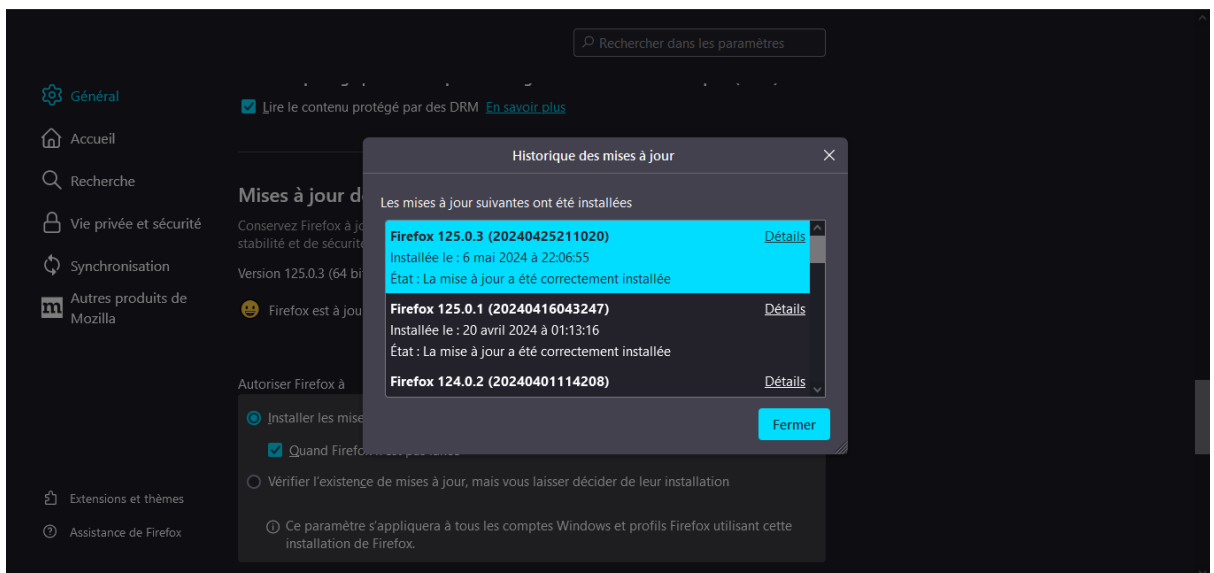 Rechercher dans les paramètres
Général
Lire le contenu protégé par des DRM En savoir plus
Accueil
Historique des mises à jour
Recherche
Mises à jour d
Les mises à jour suivantes ont été installées
Vie privée et sécurité
Conservez Firefox à jo
stabilité et de sécurité
Firefox 125.0.3 (20240425211020) Détails
Installée le : 6 mai 2024 à 22:06:55
État : La mise à jour a été correctement installée
Synchronisation
Version 125.0.3 (64 bi
Autres produits de
Mozilla
Firefox est à jou
Firefox 125.0.1 (20240416043247) Détails
Installée le : 20 avril 2024 à 01:13:16
État : La mise à jour a été correctement installée
Firefox 124.0.2 (20240401114208) Détails
Autoriser Firefox à
Installer les mise
Fermer
Quand Firefo
Vérifier l'existence de mises à jour, mais vous laisser décider de leur installation
Extensions et thèmes
Ce paramètre s'appliquera à tous les comptes Windows et profils Firefox utilisant cette
installation de Firefox.
Assistance de Firefox